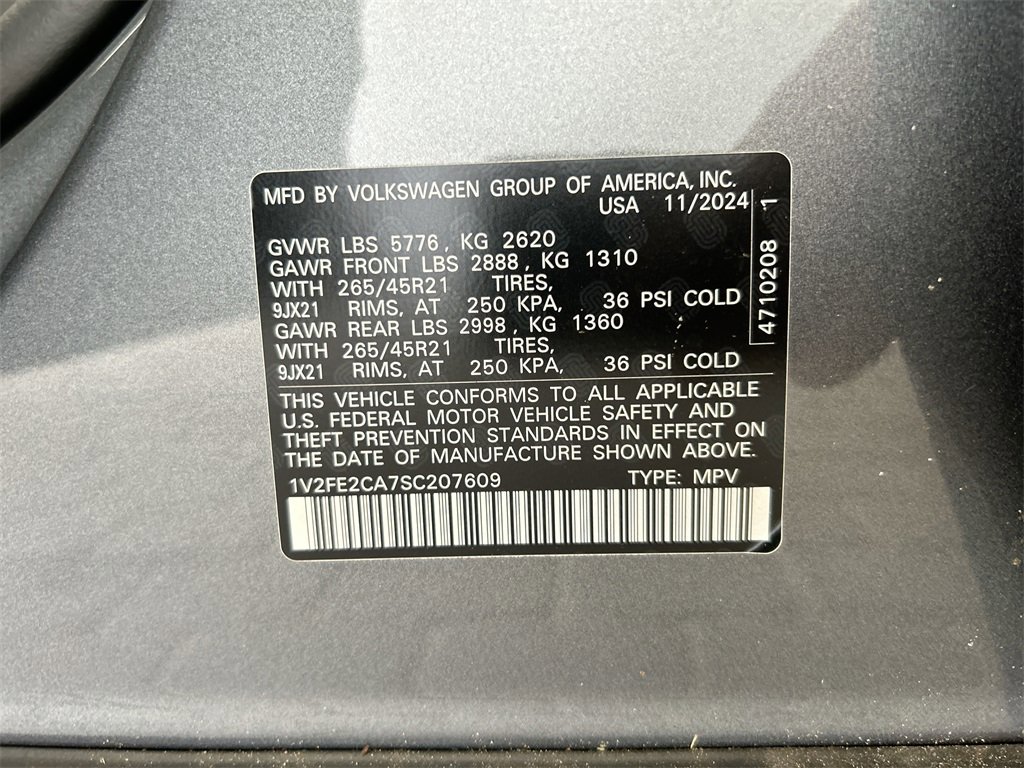 MFD BY VOLKSWAGEN GROUP OF AMERICA, INC.
USA 11/2024
GVWR LBS 5776, KG 2620
GAWR FRONT LBS 2888, KG 1310
WITH 265/45R21 TIRES,
9JX21 RIMS, AT 250 KPA, 36 PSI COLD
GAWR REAR LBS 2998, KG 1360
WITH 265/45R21 TIRES,
9JX21 RIMS, AT 250 KPA, 36 PSI COLD
4710208 1
THIS VEHICLE CONFORMS TO ALL APPLICABLE
U.S. FEDERAL MOTOR VEHICLE SAFETY AND
THEFT PREVENTION STANDARDS IN EFFECT ON
THE DATE OF MANUFACTURE SHOWN ABOVE.
1V2FE2CA7SC207609 TYPE: MPV